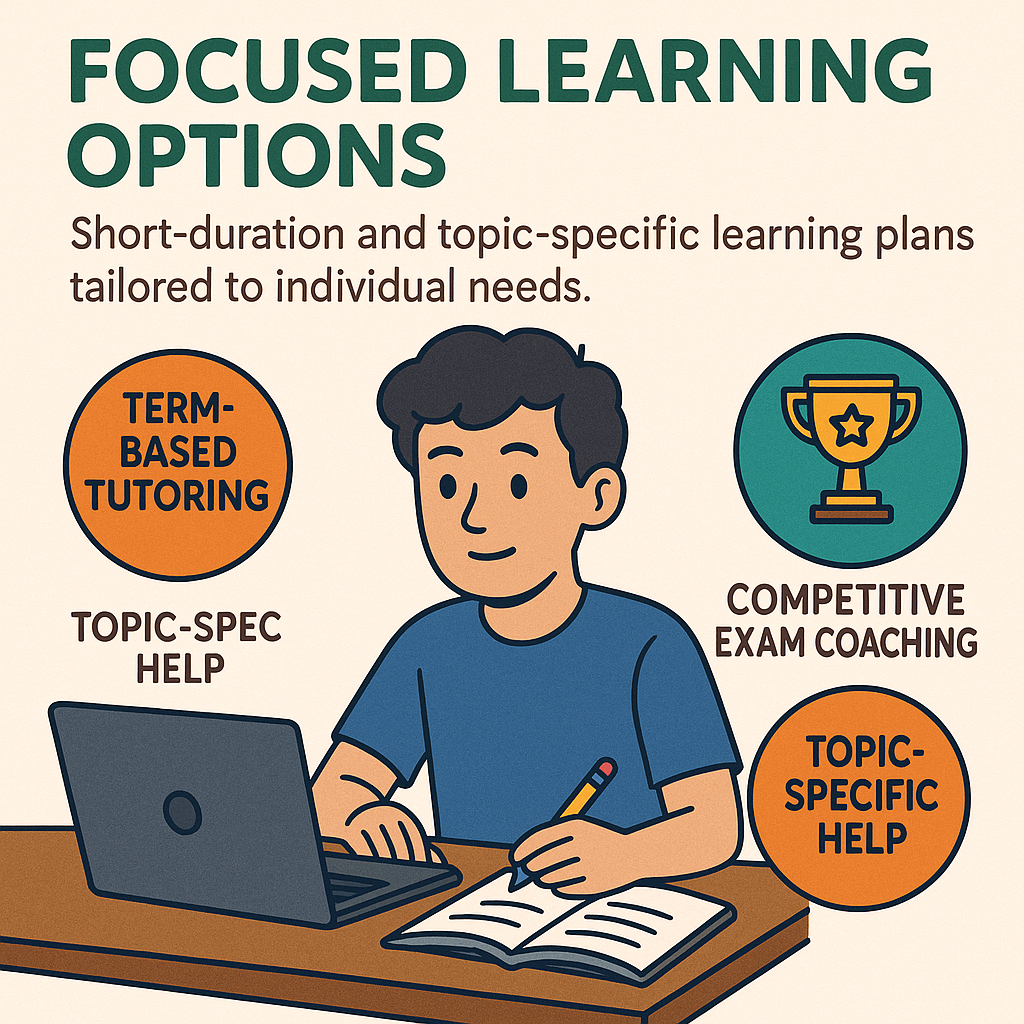 FOCUSED LEARNING
OPTIONS
Short-duration and topic-specific learning plans
tailored to individual needs.
TERM-
BASED
TUTORING
TOPIC-SPEC
HELP
COMPETITIVE
EXAM COACHING
TOPIC-
SPECIFIC
HELP